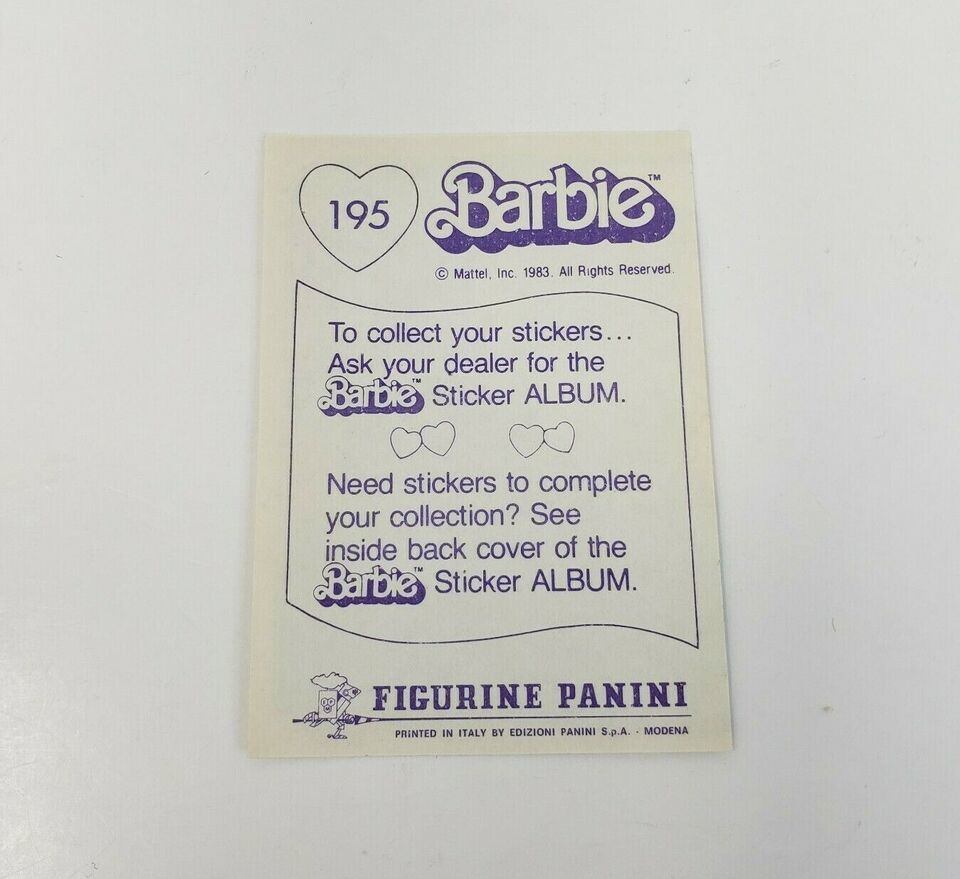 195
Barbie™
© Mattel, Inc. 1983. All Rights Reserved.
To collect your stickers...
Ask your dealer for the
Barbie™ Sticker ALBUM.
Need stickers to complete
your collection? See
inside back cover of the
Barbie™ Sticker ALBUM.
FIGURINE PANINI
PRINTED IN ITALY BY EDIZIONI PANINI S.p.A. - MODENA